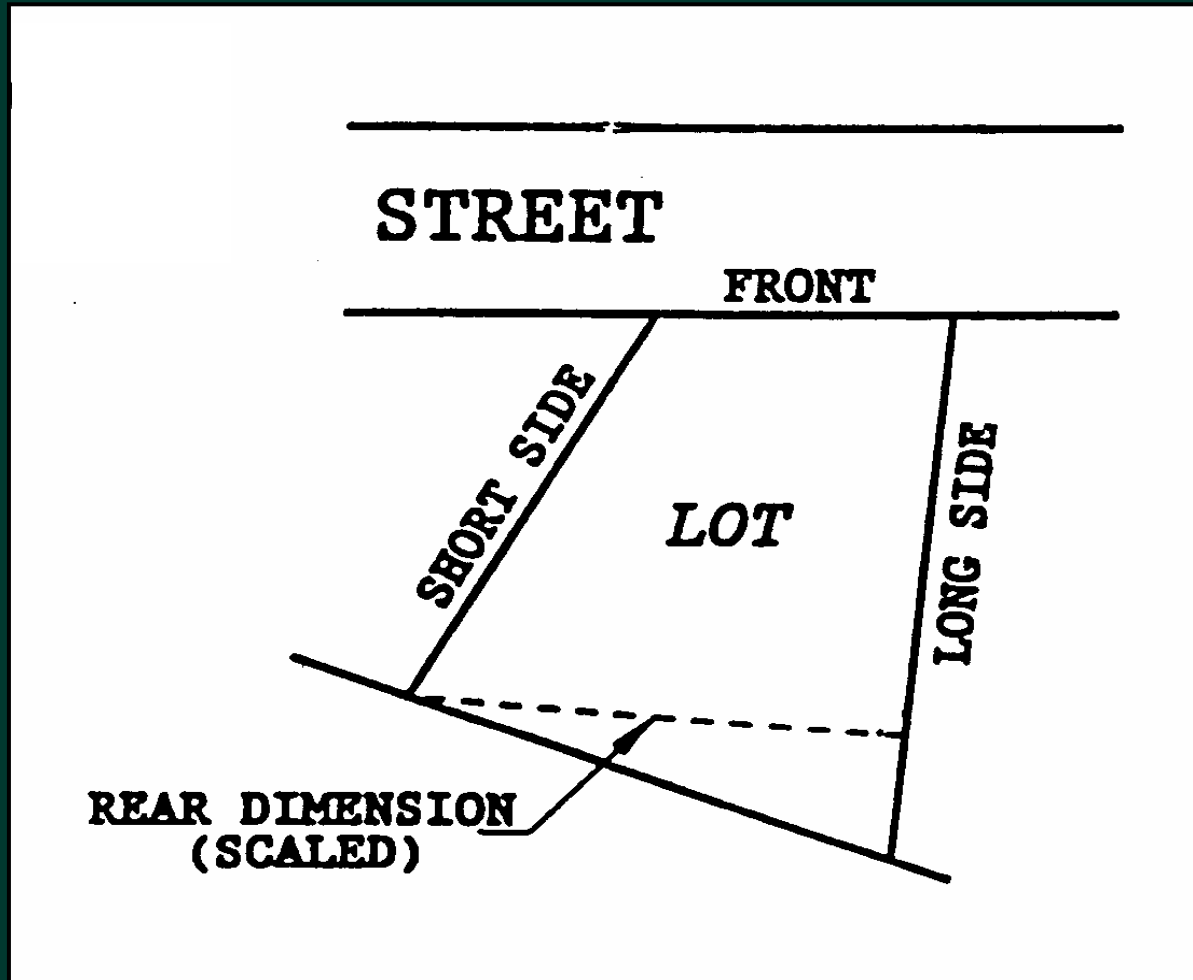 STREET
FRONT
SHORT SIDE
LOT
LONG SIDE
REAR DIMENSION
(SCALED)